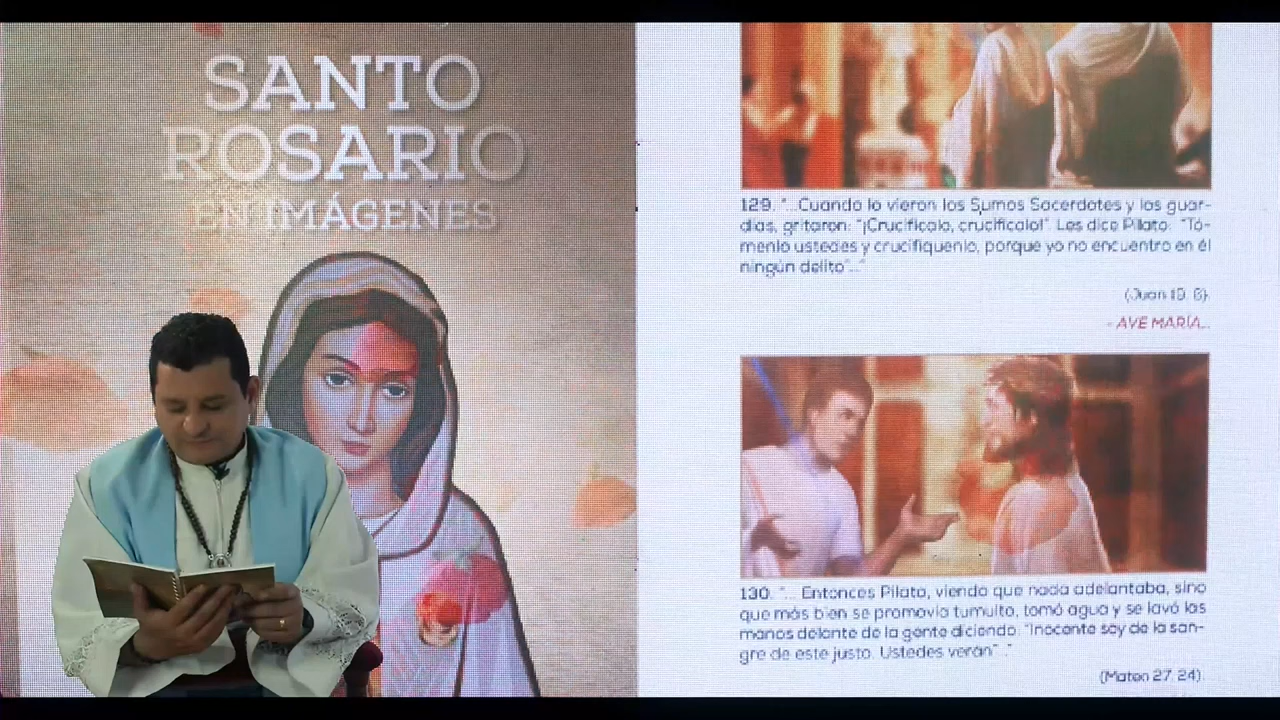 SANTO
ROSARIO
EN IMÁGENES
129. "...Cuando lo vieron los Sumos Sacerdotes y los guar-
dias, gritaron: "¡Crucifícalo, crucifícalo!". Les dice Pilato: "Tó-
menlo ustedes y crucifíquenlo, porque yo no encuentro en él
ningún delito"..."
(Juan 19, 6)
- AVE MARÍA...
130. "... Entonces Pilato, viendo que nada adelantaba, sino
que más bien se promovía tumulto, tomó agua y se lavó las
manos delante de la gente diciendo: "Inocente soy de la san-
gre de este justo. Ustedes verán"..."
(Mateo 27, 24).